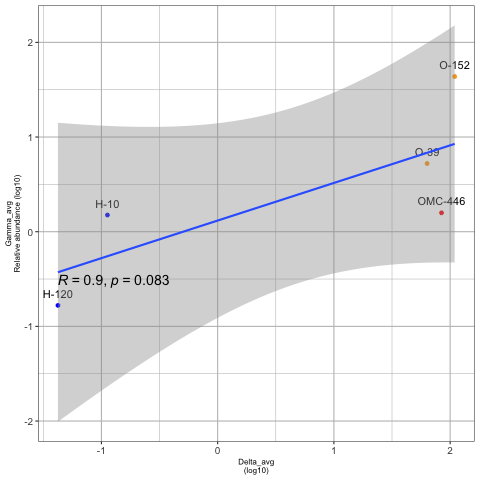 2
1
0
-1
-2
O-152
O-39
OMC-446
H-10
R = 0.9, p = 0.083
H-120
-1 0 1 2
Delta_avg
(log10)
Gamma_avg
Relative abundance (log10)